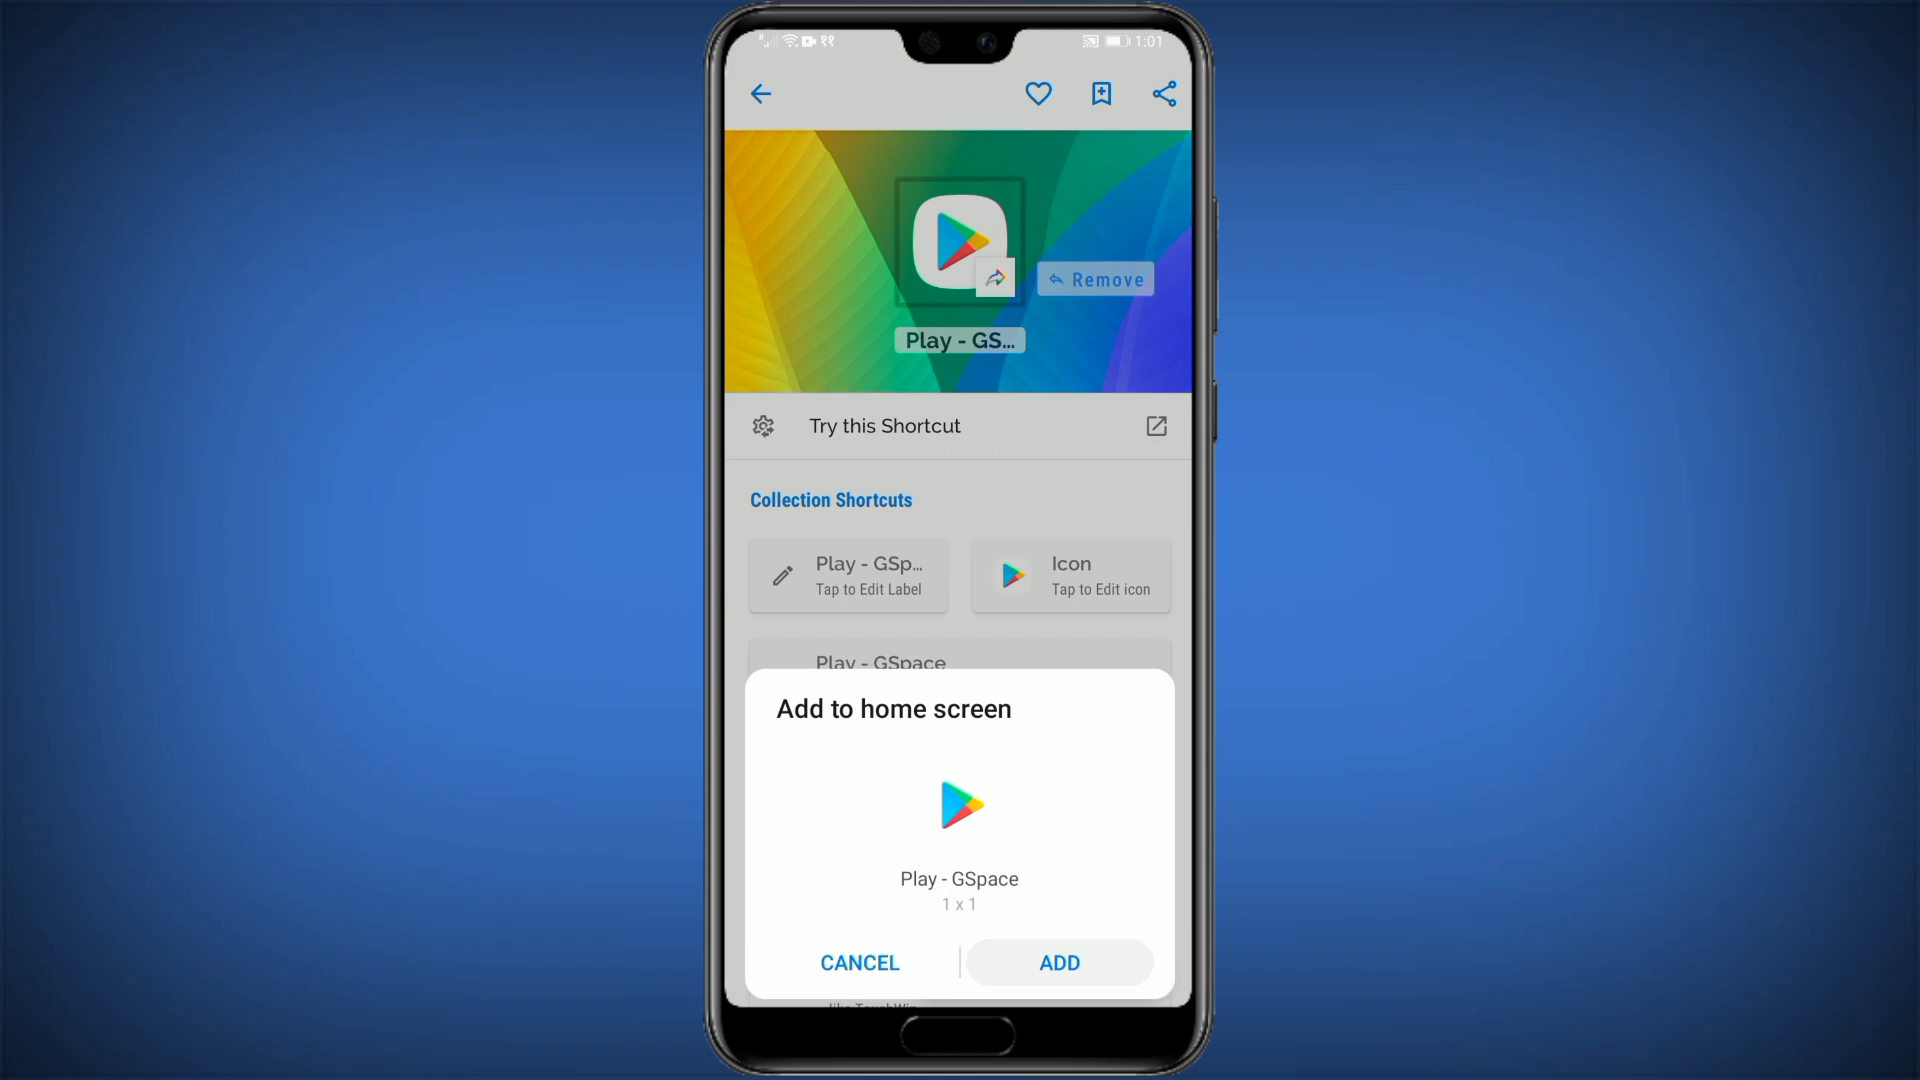 1:01
Remove
Play - GS...
Try this Shortcut
Collection Shortcuts
Play - GSp...
Tap to Edit Label
Icon
Tap to Edit icon
Play - GSpace
Add to home screen
Play - GSpace
1 x 1
CANCEL
ADD